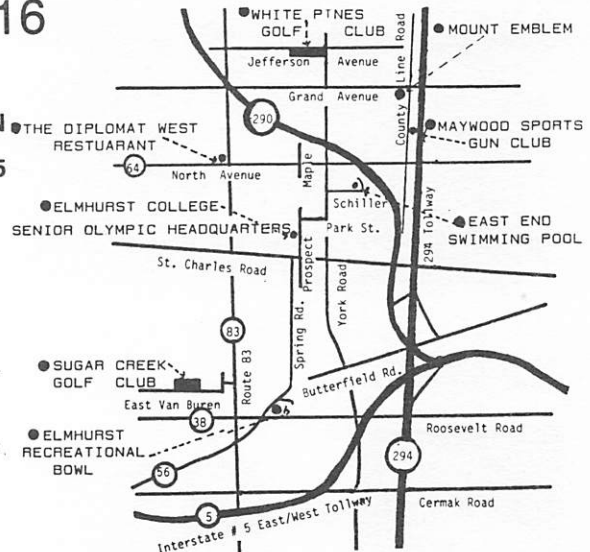 16
WHITE PINES
GOLF CLUB
MOUNT EMBLEM
Jefferson Avenue
County Line Road
Grand Avenue
290
N
THE DIPLOMAT WEST
RESTUARANT
MAYWOOD SPORTS
GUN CLUB
5
64
North Avenue
Maple
Schiller
ELMHURST COLLEGE
SENIOR OLYMPIC HEADQUARTERS
Park St.
EAST END
SWIMMING POOL
294 Tollway
St. Charles Road
Prospect
York Road
Spring Rd.
83
Route 83
SUGAR CREEK
GOLF CLUB
Butterfield Rd.
East Van Buren
38
Roosevelt Road
ELMHURST
RECREATIONAL
BOWL
56
294
Cermak Road
5
Interstate # 5 East/West Tollway